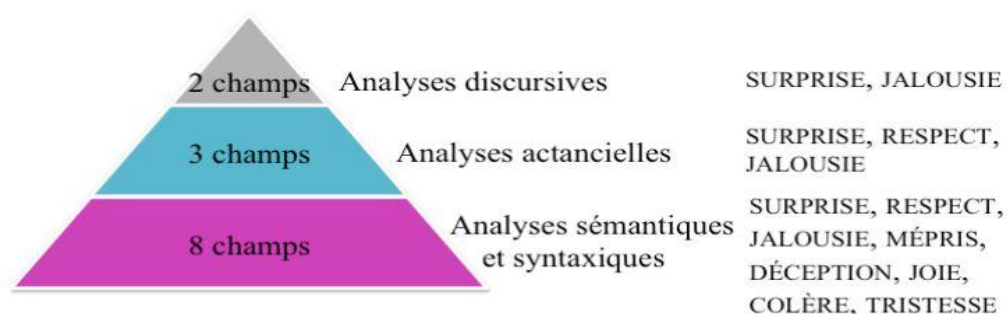 2 champs Analyses discursives SURPRISE, JALOUSIE
3 champs Analyses actancielles SURPRISE, RESPECT,
JALOUSIE
8 champs Analyses sémantiques
et syntaxiques
SURPRISE, RESPECT,
JALOUSIE, MÉPRIS,
DÉCEPTION, JOIE,
COLÈRE, TRISTESSE